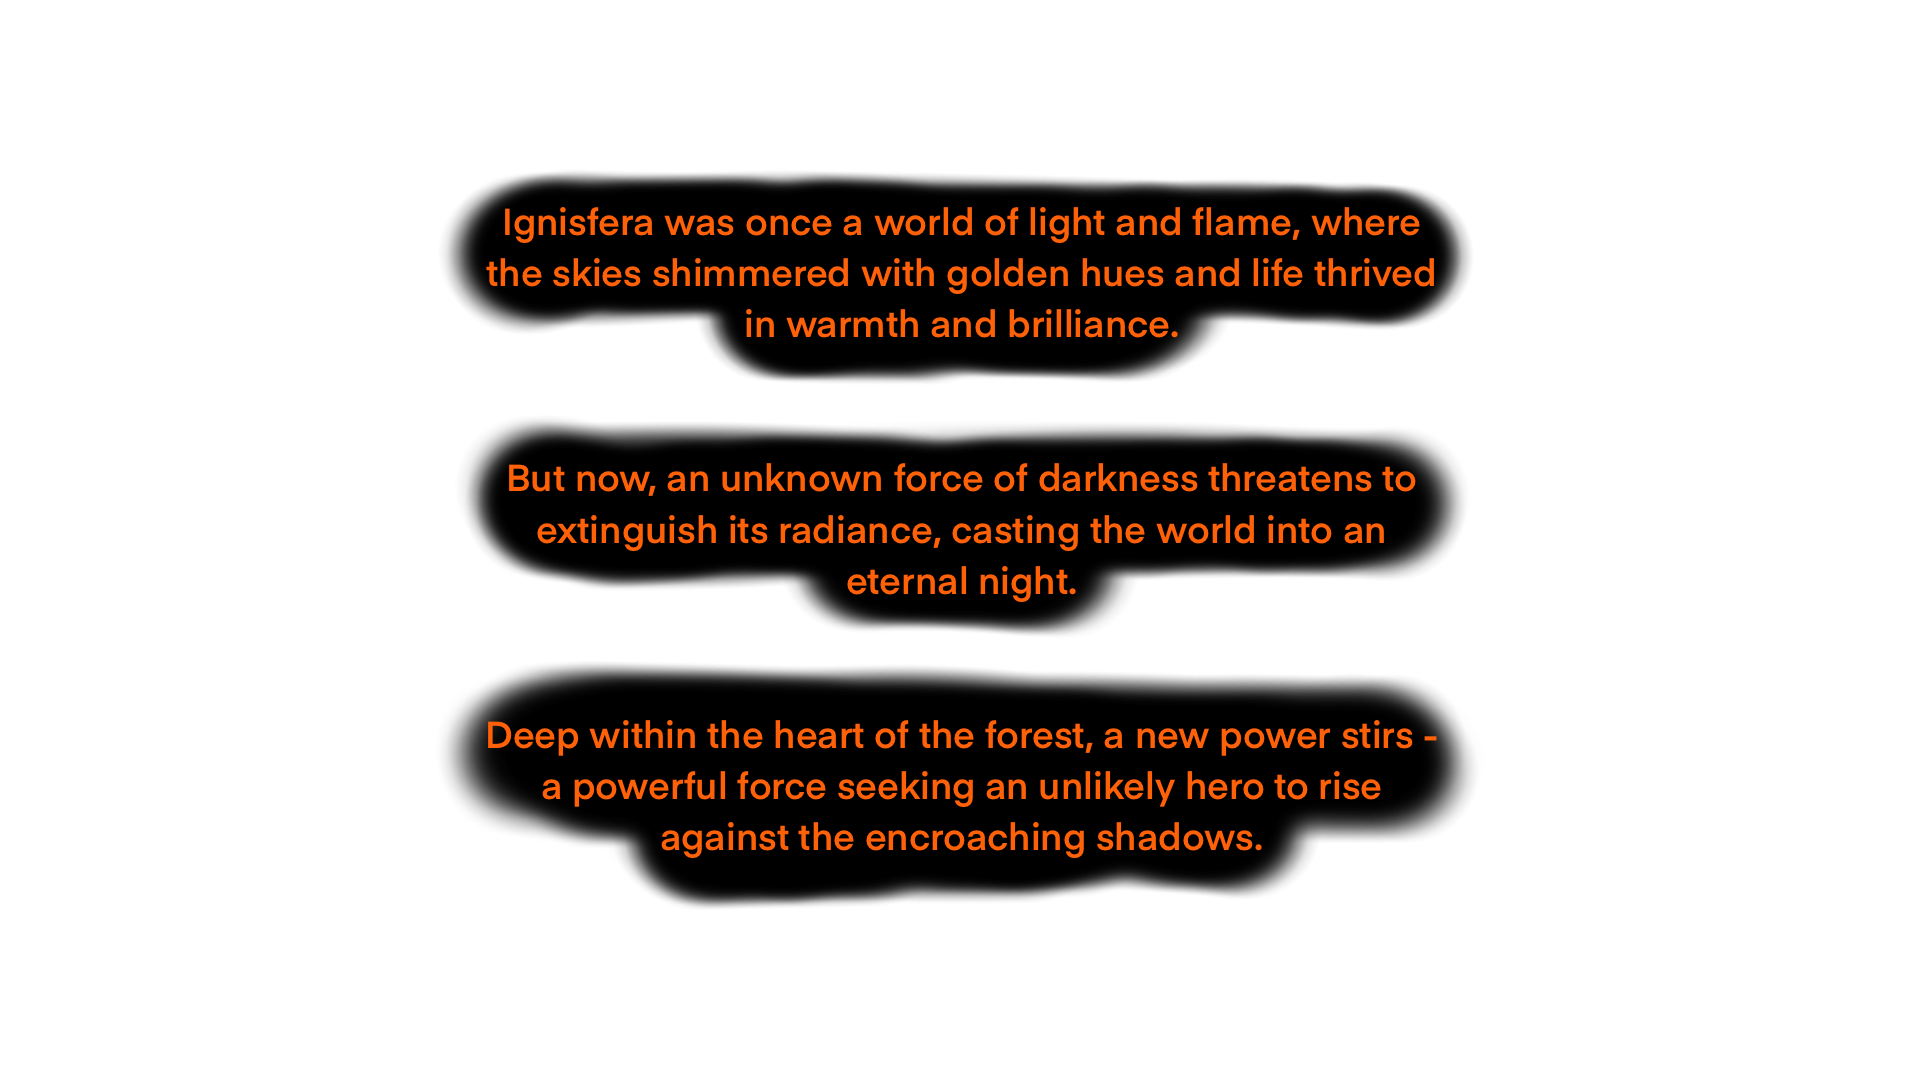 Ignisfera was once a world of light and flame, where
the skies shimmered with golden hues and life thrived
in warmth and brilliance.
But now, an unknown force of darkness threatens to
extinguish its radiance, casting the world into an
eternal night.
Deep within the heart of the forest, a new power stirs -
a powerful force seeking an unlikely hero to rise
against the encroaching shadows.